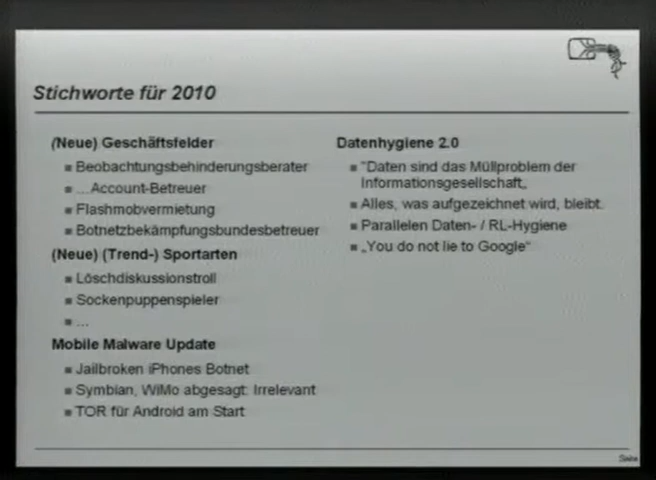 Stichworte für 2010
(Neue) Geschäftsfelder
Beobachtungsbehinderungsberater
...Account-Betreuer
Flashmobvermietung
Botnetzbekämpfungsbundesbetreuter
(Neue) (Trend-) Sportarten
Löschdiskussionstroll
Sockenpuppenspieler
...
Mobile Malware Update
Jailbroken iPhones Botnet
Symbian, WiMo abgesagt: Irrelevant
TOR für Android am Start
Datenhygiene 2.0
"Daten sind das Müllproblem der
Informationsgesellschaft„
Alles, was aufgezeichnet wird, bleibt.
Parallelen Daten- / RL-Hygiene
„You do not lie to Google“
Seite